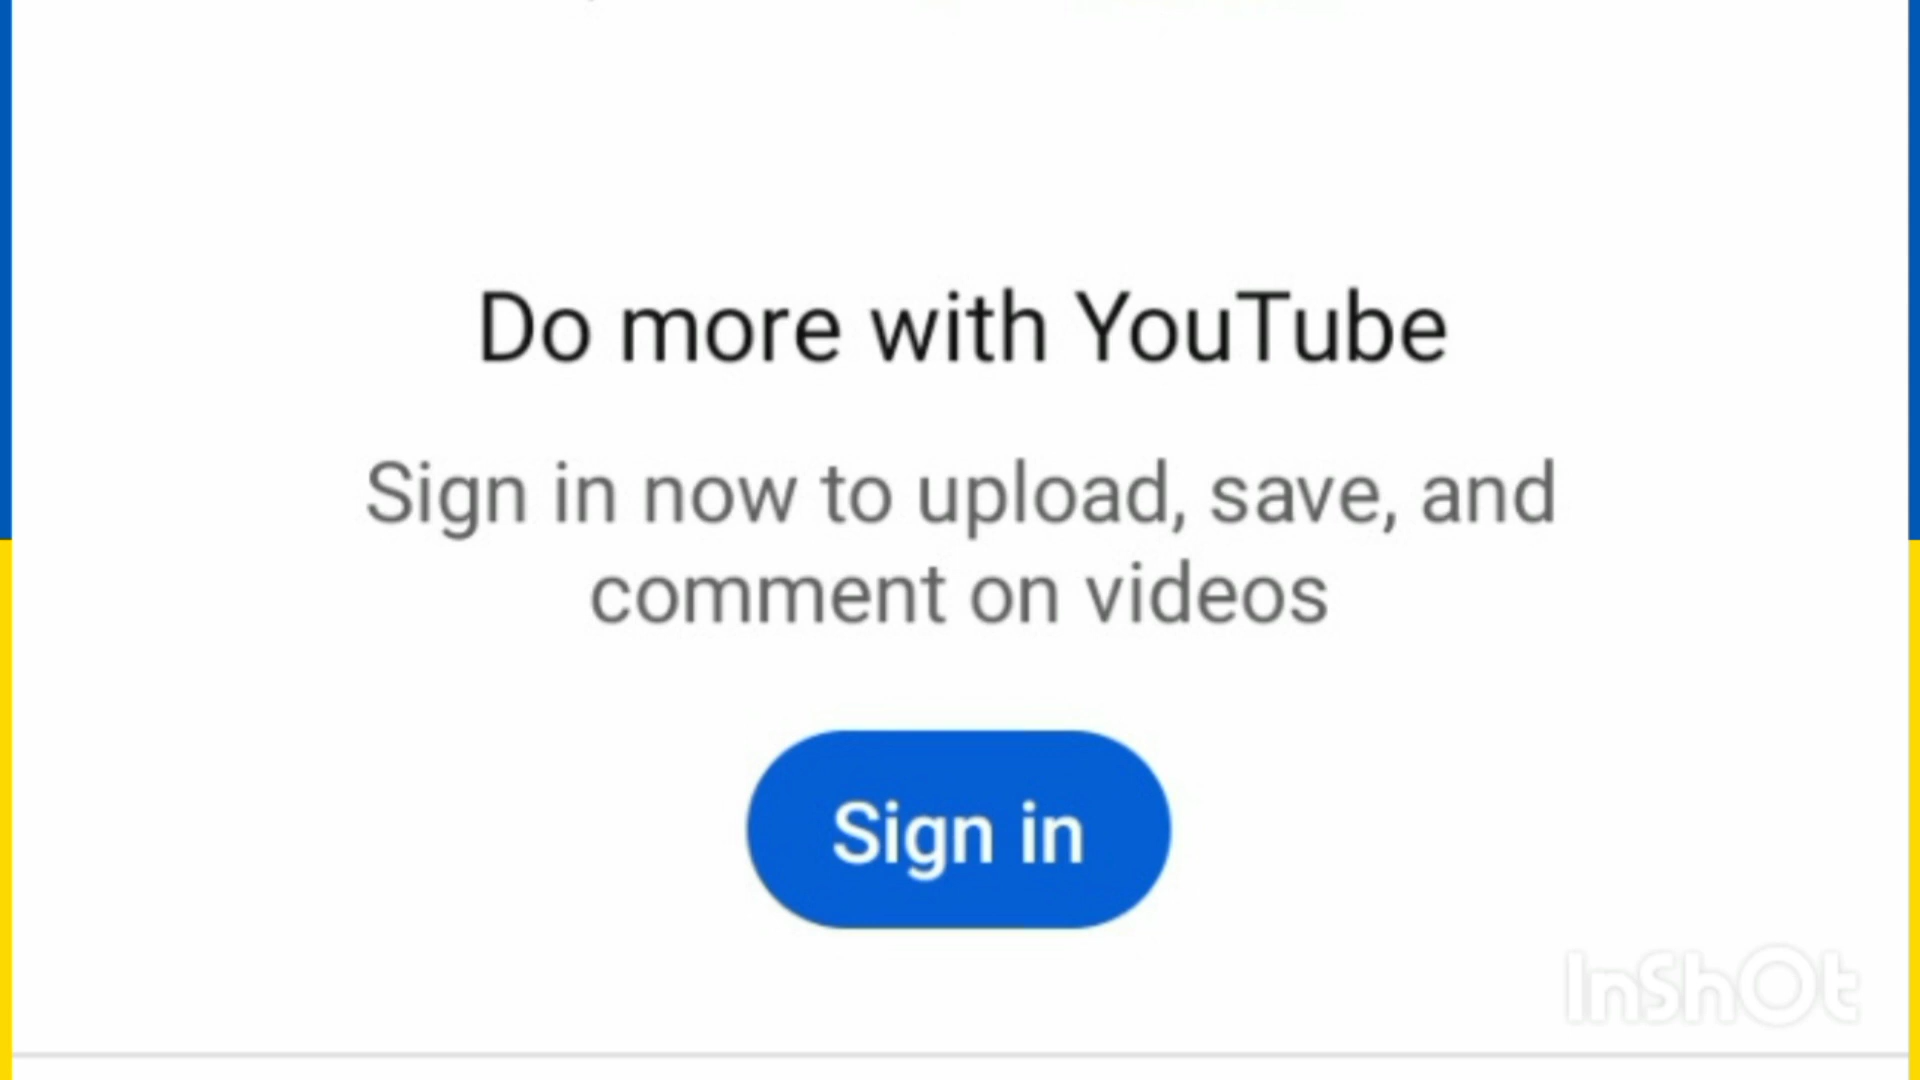 Do more with YouTube
Sign in now to upload, save, and
comment on videos
Sign in
InShOt